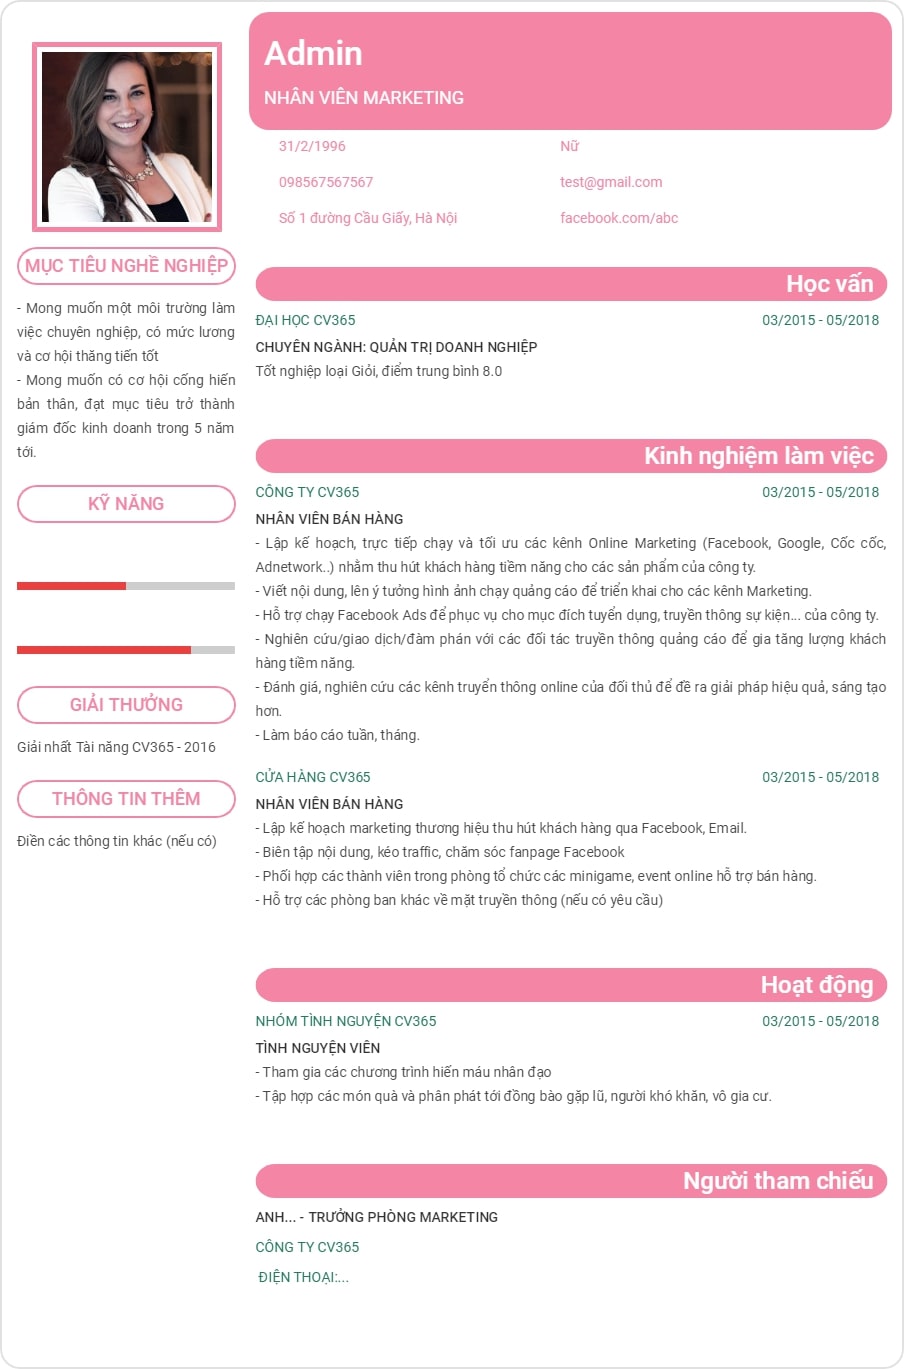 Admin
NHÂN VIÊN MARKETING
31/2/1996
Nữ
098567567567
test@gmail.com
Số 1 đường Cầu Giấy, Hà Nội
facebook.com/abc
MỤC TIÊU NGHỀ NGHIỆP
- Mong muốn một môi trường làm
việc chuyên nghiệp, có mức lương
và cơ hội thăng tiến tốt
- Mong muốn có cơ hội cống hiến
bản thân, đạt mục tiêu trở thành
giám đốc kinh doanh trong 5 năm
tới.
KỸ NĂNG
GIẢI THƯỞNG
Giải nhất Tài năng CV365 - 2016
THÔNG TIN THÊM
Điền các thông tin khác (nếu có)
Học vấn
ĐẠI HỌC CV365
03/2015 - 05/2018
CHUYÊN NGÀNH: QUẢN TRỊ DOANH NGHIỆP
Tốt nghiệp loại Giỏi, điểm trung bình 8.0
Kinh nghiệm làm việc
CÔNG TY CV365
03/2015 - 05/2018
NHÂN VIÊN BÁN HÀNG
- Lập kế hoạch, trực tiếp chạy và tối ưu các kênh Online Marketing (Facebook, Google, Cốc cốc,
Adnetwork..) nhằm thu hút khách hàng tiềm năng cho các sản phẩm của công ty.
- Viết nội dung, lên ý tưởng hình ảnh chạy quảng cáo để triển khai cho các kênh Marketing.
- Hỗ trợ chạy Facebook Ads để phục vụ cho mục đích tuyển dụng, truyền thông sự kiện... của công ty.
- Nghiên cứu/giao dịch/đàm phán với các đối tác truyền thông quảng cáo để gia tăng lượng khách
hàng tiềm năng.
- Đánh giá, nghiên cứu các kênh truyển thông online của đối thủ để đề ra giải pháp hiệu quả, sáng tạo
hơn.
- Làm báo cáo tuần, tháng.
CỬA HÀNG CV365
03/2015 - 05/2018
NHÂN VIÊN BÁN HÀNG
- Lập kế hoạch marketing thương hiệu thu hút khách hàng qua Facebook, Email.
- Biên tập nội dung, kéo traffic, chăm sóc fanpage Facebook
- Phối hợp các thành viên trong phòng tổ chức các minigame, event online hỗ trợ bán hàng.
- Hỗ trợ các phòng ban khác về mặt truyền thông (nếu có yêu cầu)
Hoạt động
NHÓM TÌNH NGUYỆN CV365
03/2015 - 05/2018
TÌNH NGUYỆN VIÊN
- Tham gia các chương trình hiến máu nhân đạo
- Tập hợp các món quà và phân phát tới đồng bào gặp lũ, người khó khăn, vô gia cư.
Người tham chiếu
ANH... - TRƯỞNG PHÒNG MARKETING
CÔNG TY CV365
ĐIỆN THOẠI:...